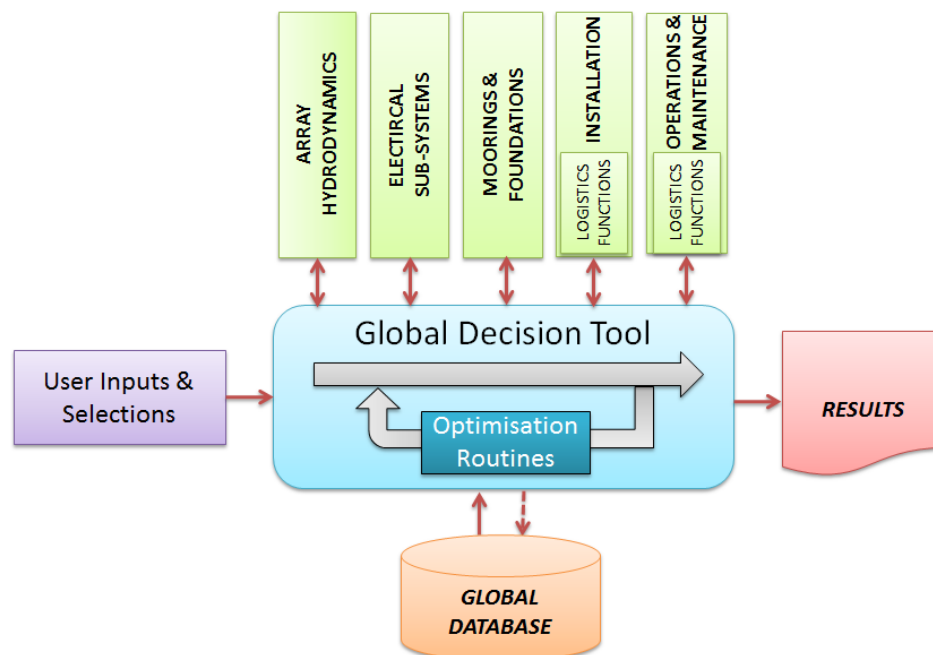 ARRAY
HYDRODYNAMICS
ELECTIRCAL
SUB-SYSTEMS
MOORINGS &
FOUNDATIONS
INSTALLATION
LOGISTICS
FUNCTIONS
OPERATIONS &
MAINTENANCE
LOGISTICS
FUNCTIONS
Global Decision Tool
User Inputs &
Selections
Optimisation
Routines
RESULTS
GLOBAL
DATABASE